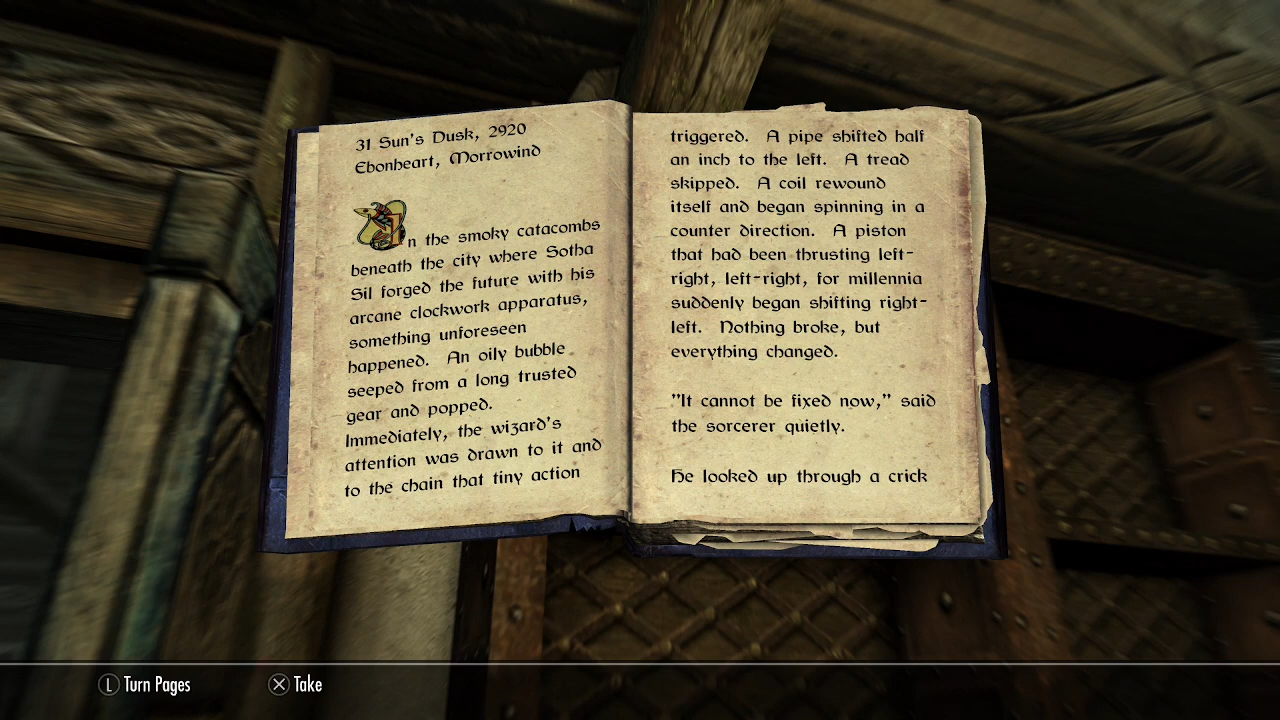 31 Sun's Dusk, 2920
Ebonheart, Morrowind
In the smoky catacombs
beneath the city where Sotha
Sil forged the future with his
arcane clockwork apparatus,
something unforeseen
happened. An oily bubble
seeped from a long trusted
gear and popped.
Immediately, the wizard's
attention was drawn to it and
to the chain that tiny action
triggered. A pipe shifted half
an inch to the left. A tread
skipped. A coil rewound
itself and began spinning in a
counter direction. A piston
that had been thrusting left-
right, left-right, for millennia
suddenly began shifting right-
left. Nothing broke, but
everything changed.
"It cannot be fixed now," said
the sorcerer quietly.
He looked up through a crick
L Turn Pages
X Take